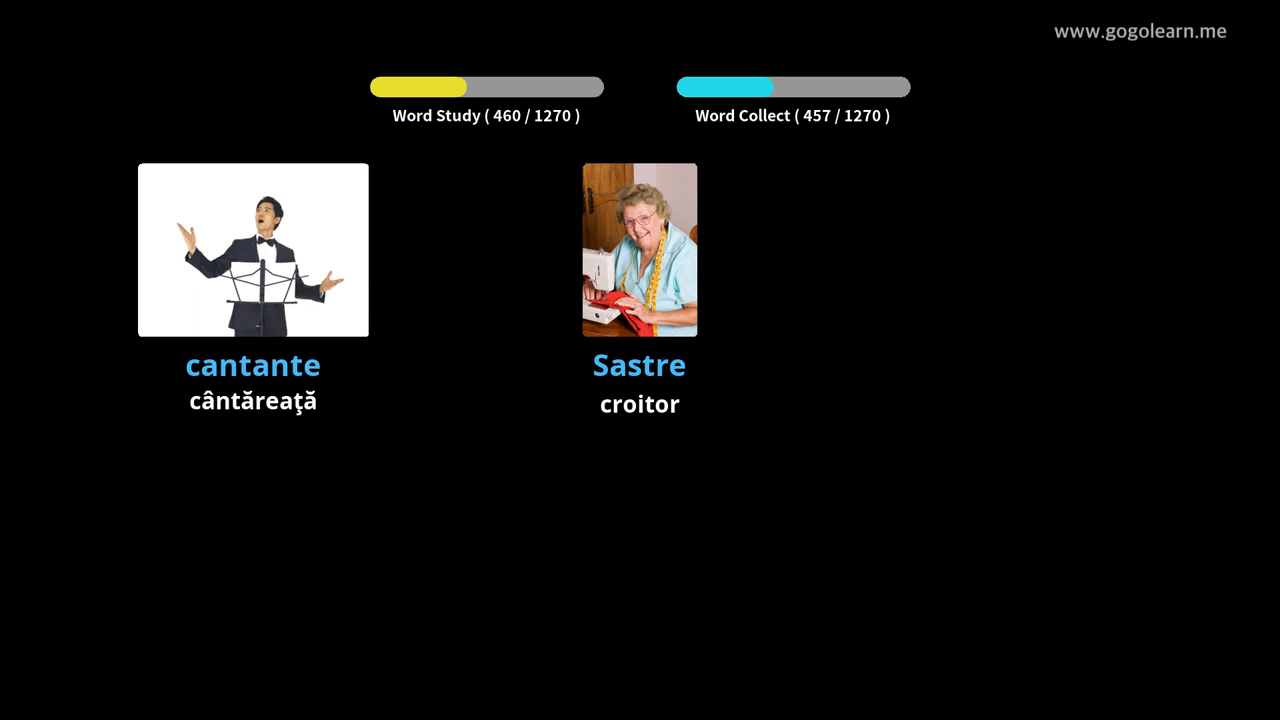 www.gogolearn.me
Word Study ( 460 / 1270 )
Word Collect ( 457 / 1270 )
cantante
cântăreaţă
Sastre
croitor